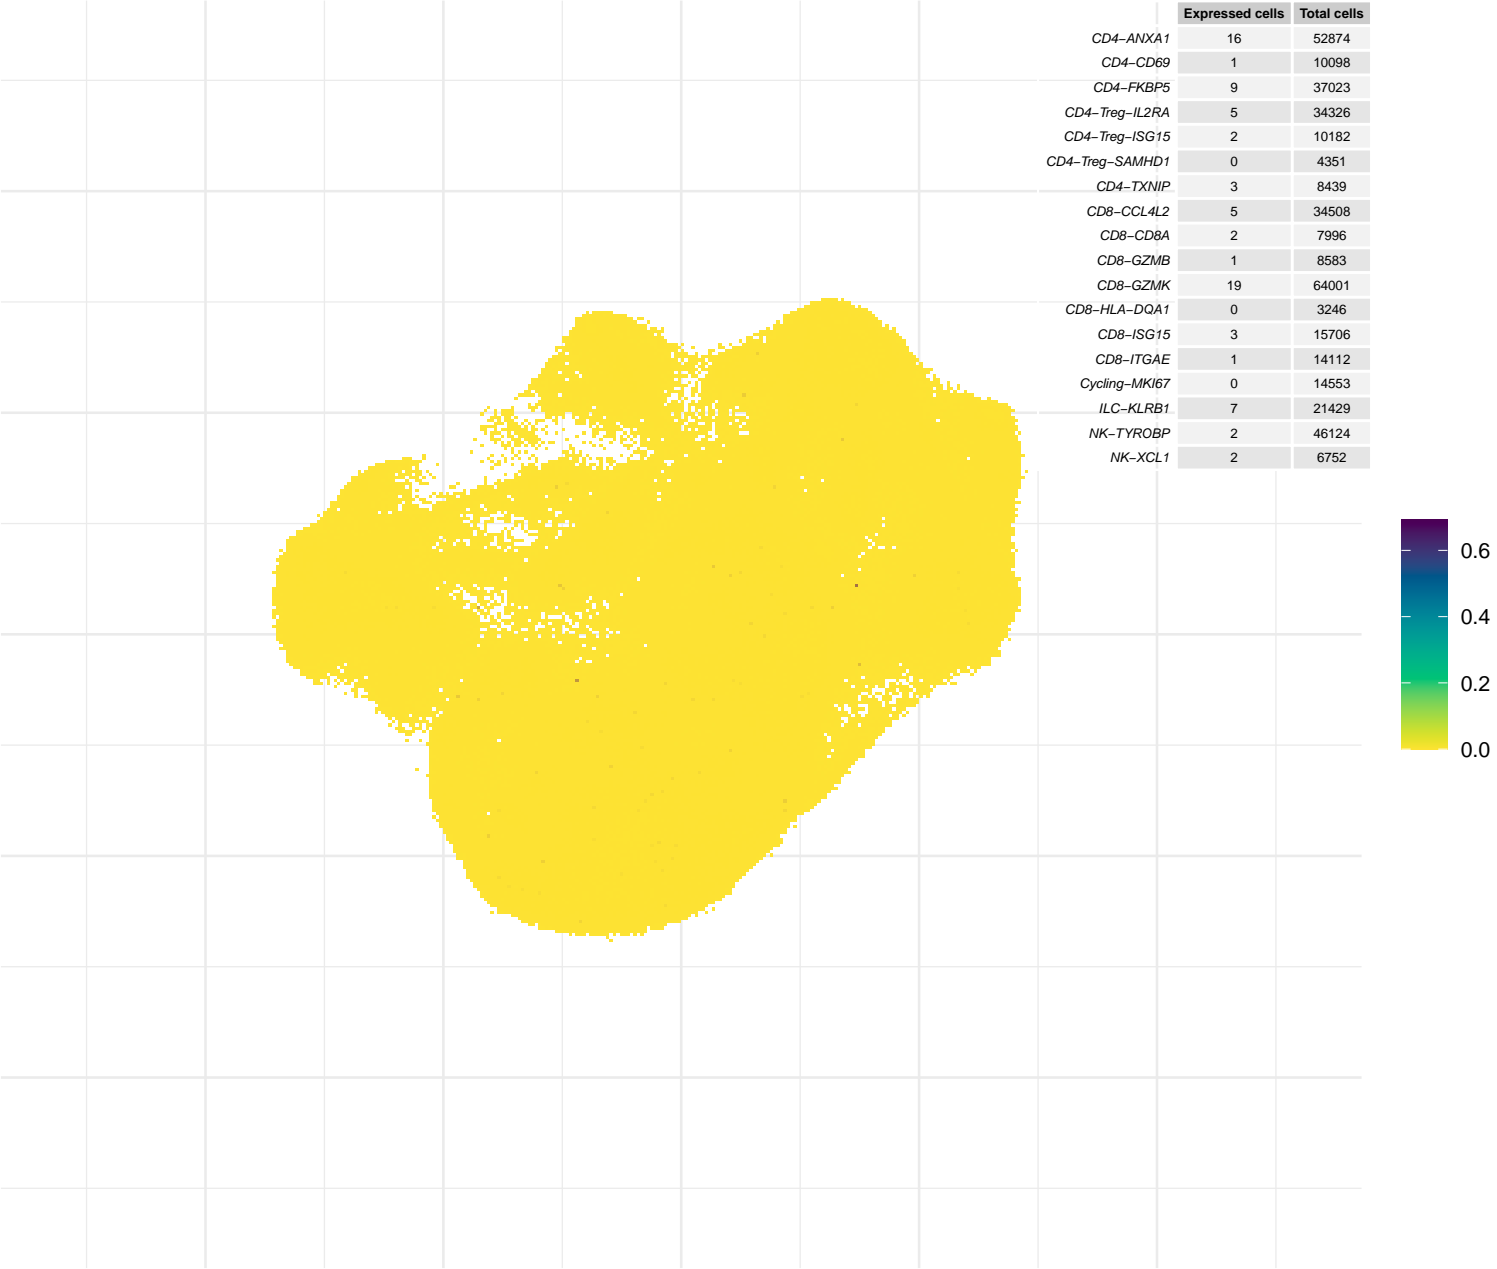 Expressed cells Total cells
CD4−ANXA1 16 52874
CD4−CD69 1 10098
CD4−FKBP5 9 37023
CD4−Treg−IL2RA 5 34326
CD4−Treg−ISG15 2 10182
CD4−Treg−SAMHD1 0 4351
CD4−TXNIP 3 8439
CD8−CCL4L2 5 34508
CD8−CD8A 2 7996
CD8−GZMB 1 8583
CD8−GZMK 19 64001
CD8−HLA−DQA1 0 3246
CD8−ISG15 3 15706
CD8−ITGAE 1 14112
Cycling−MKI67 0 14553
ILC−KLRB1 7 21429
NK−TYROBP 2 46124
NK−XCL1 2 6752
0.6
0.4
0.2
0.0